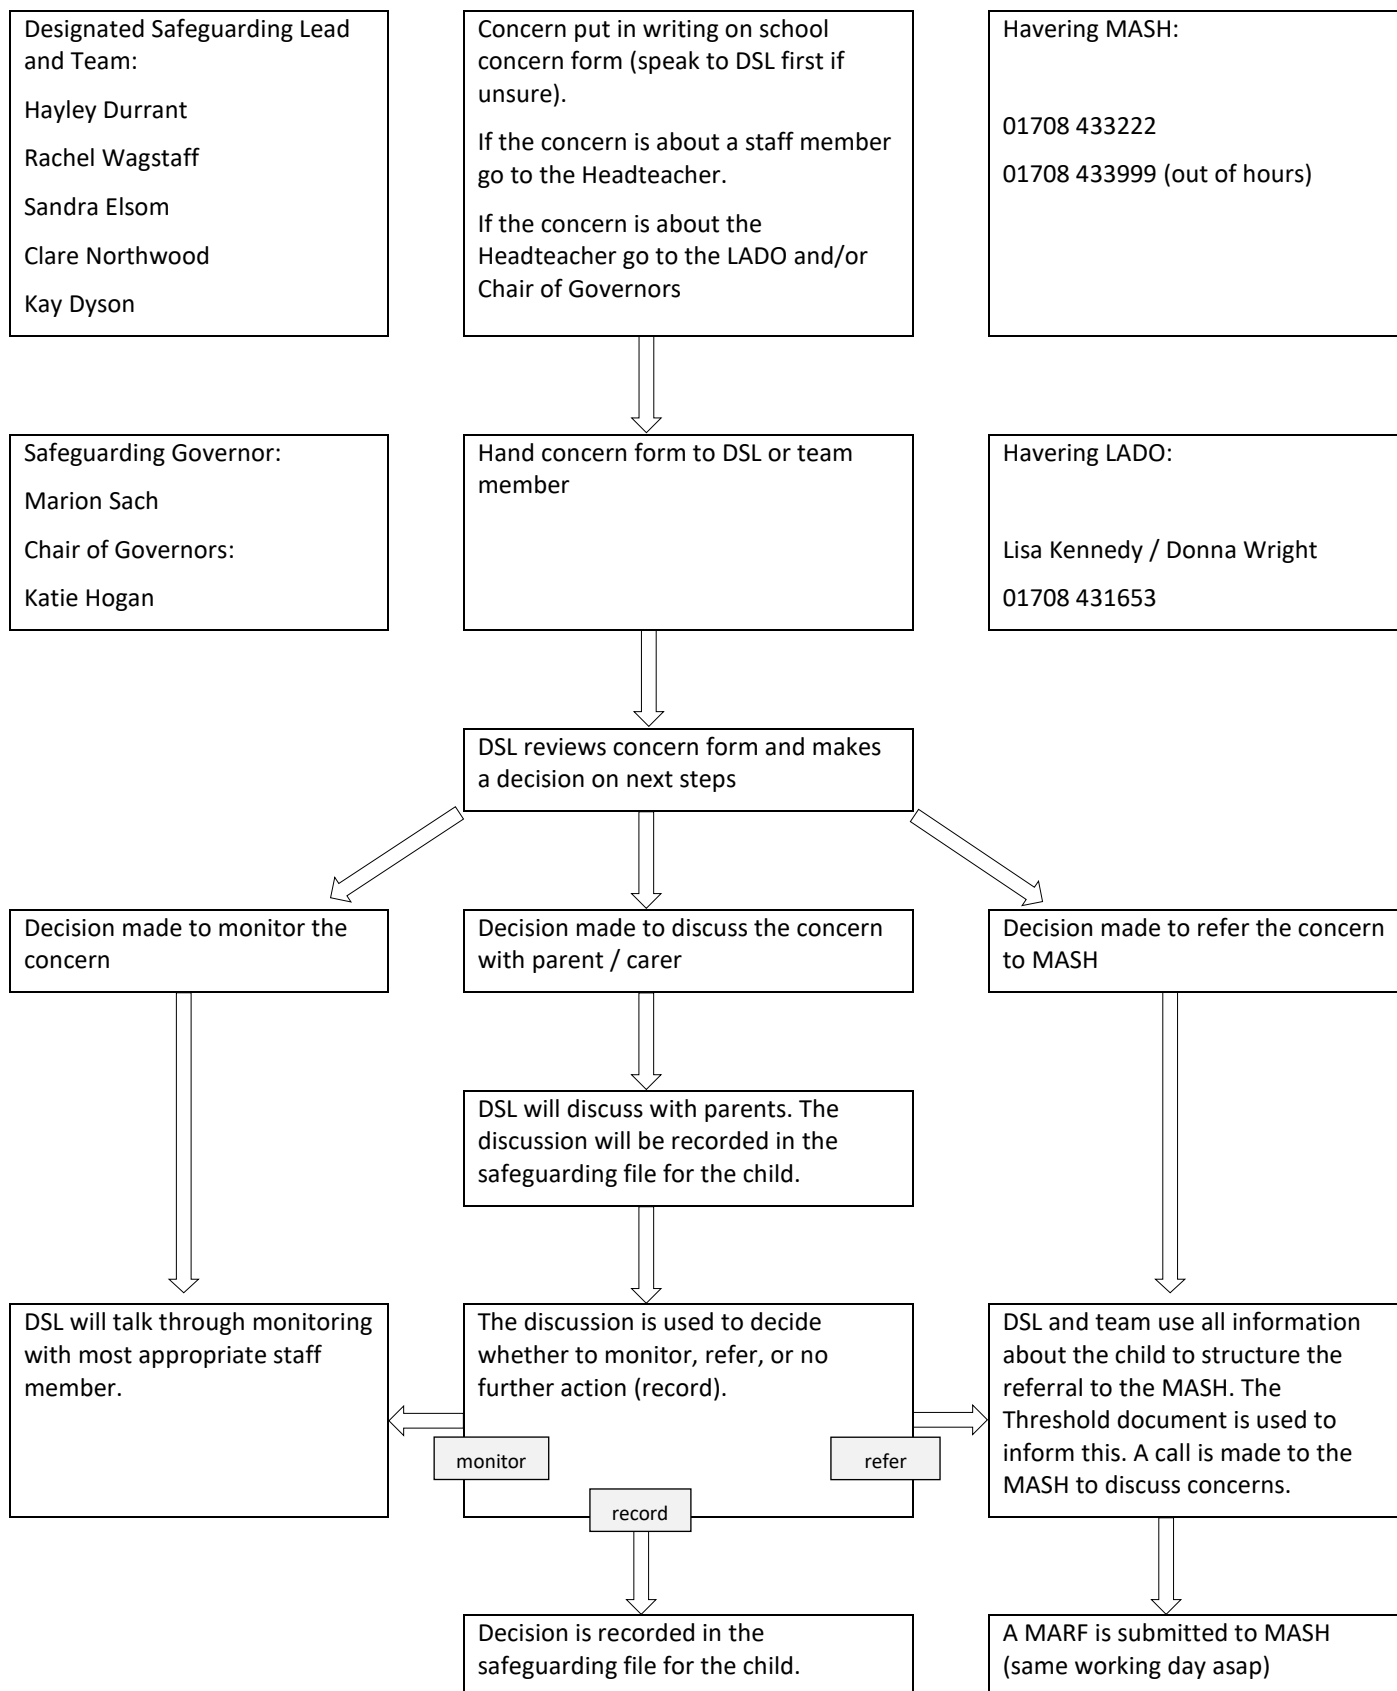 Designated Safeguarding Lead
and Team:
Hayley Durrant
Rachel Wagstaff
Sandra Elsom
Clare Northwood
Kay Dyson
Concern put in writing on school
concern form (speak to DSL first if
unsure).
If the concern is about a staff member
go to the Headteacher.
If the concern is about the
Headteacher go to the LADO and/or
Chair of Governors
Havering MASH:
01708 433222
01708 433999 (out of hours)
Safeguarding Governor:
Marion Sach
Chair of Governors:
Katie Hogan
Hand concern form to DSL or team
member
Havering LADO:
Lisa Kennedy / Donna Wright
01708 431653
DSL reviews concern form and makes
a decision on next steps
Decision made to monitor the
concern
Decision made to discuss the concern
with parent / carer
Decision made to refer the concern
to MASH
DSL will discuss with parents. The
discussion will be recorded in the
safeguarding file for the child.
DSL will talk through monitoring
with most appropriate staff
member.
The discussion is used to decide
whether to monitor, refer, or no
further action (record).
monitor
refer
record
DSL and team use all information
about the child to structure the
referral to the MASH. The
Threshold document is used to
inform this. A call is made to the
MASH to discuss concerns.
Decision is recorded in the
safeguarding file for the child.
A MARF is submitted to MASH
(same working day asap)